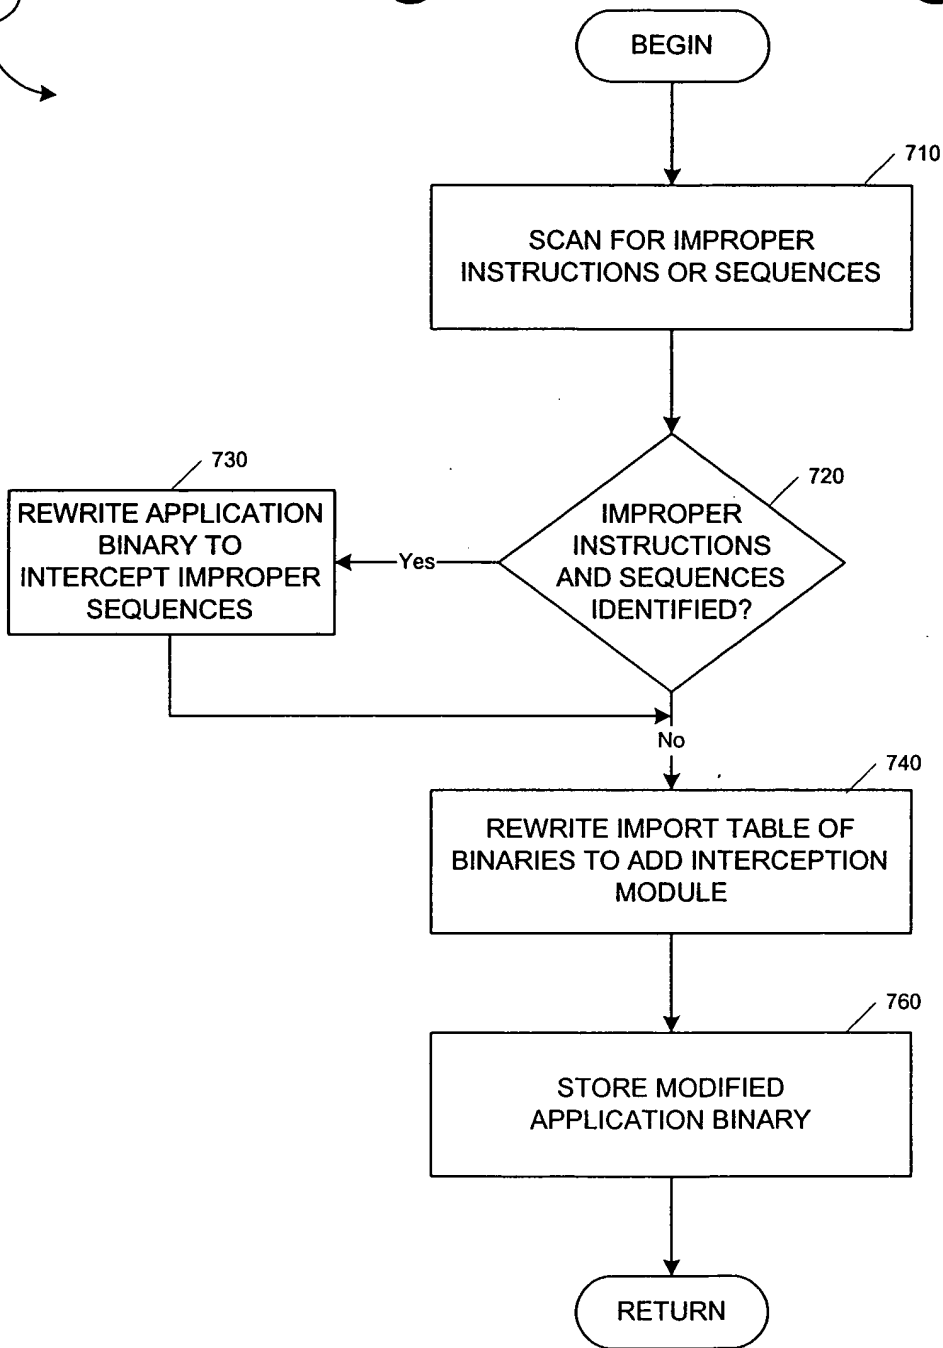 BEGIN
710
SCAN FOR IMPROPER
INSTRUCTIONS OR SEQUENCES
730
REWRITE APPLICATION
BINARY TO
INTERCEPT IMPROPER
SEQUENCES
Yes
720
IMPROPER
INSTRUCTIONS
AND SEQUENCES
IDENTIFIED?
No
740
REWRITE IMPORT TABLE OF
BINARIES TO ADD INTERCEPTION
MODULE
760
STORE MODIFIED
APPLICATION BINARY
RETURN